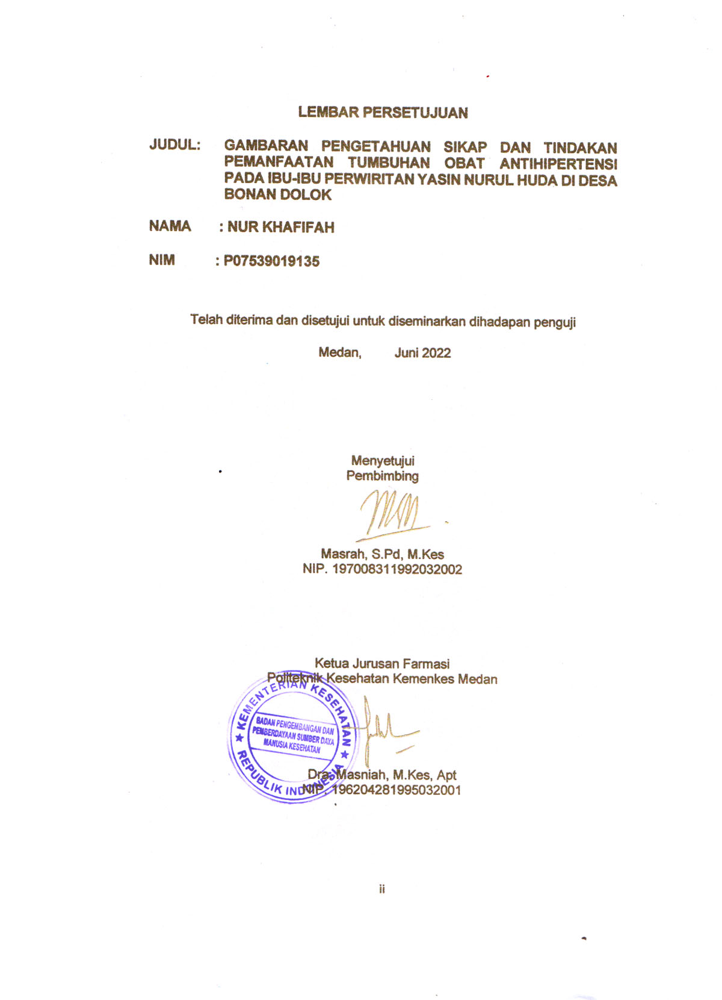 LEMBAR PERSETUJUAN
JUDUL: GAMBARAN PENGETAHUAN SIKAP DAN TINDAKAN
PEMANFAATAN TUMBUHAN OBAT ANTIHIPERTENSI
PADA IBU-IBU PERWIRITAN YASIN NURUL HUDA DI DESA
BONAN DOLOK
NAMA : NUR KHAFIFAH
NIM : P07539019135
Telah diterima dan disetujui untuk diseminarkan dihadapan penguji
Medan, Juni 2022
Menyetujui
Pembimbing
Masrah, S.Pd, M.Kes
NIP. 197008311992032002
Ketua Jurusan Farmasi
Politeknik Kesehatan Kemenkes Medan
KEMENTERIAN KESEHATAN
BADAN PENGEMBANGAN DAN
PEMBERDAYAAN SUMBER DAYA
MANUSIA KESEHATAN
REPUBLIK INDONESIA
Dra. Masniah, M.Kes, Apt
NIP. 196204281995032001
ii